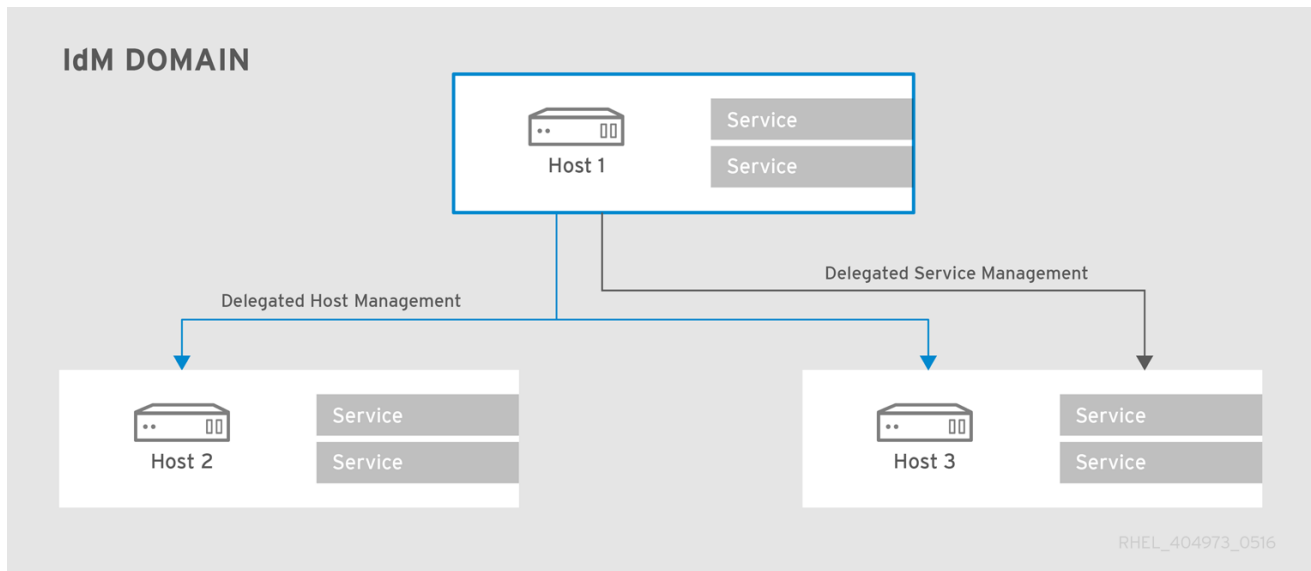 IdM DOMAIN
Service
Service
Host 1
Delegated Service Management
Delegated Host Management
Service
Service
Host 2
Service
Service
Host 3
RHEL_404973_0516